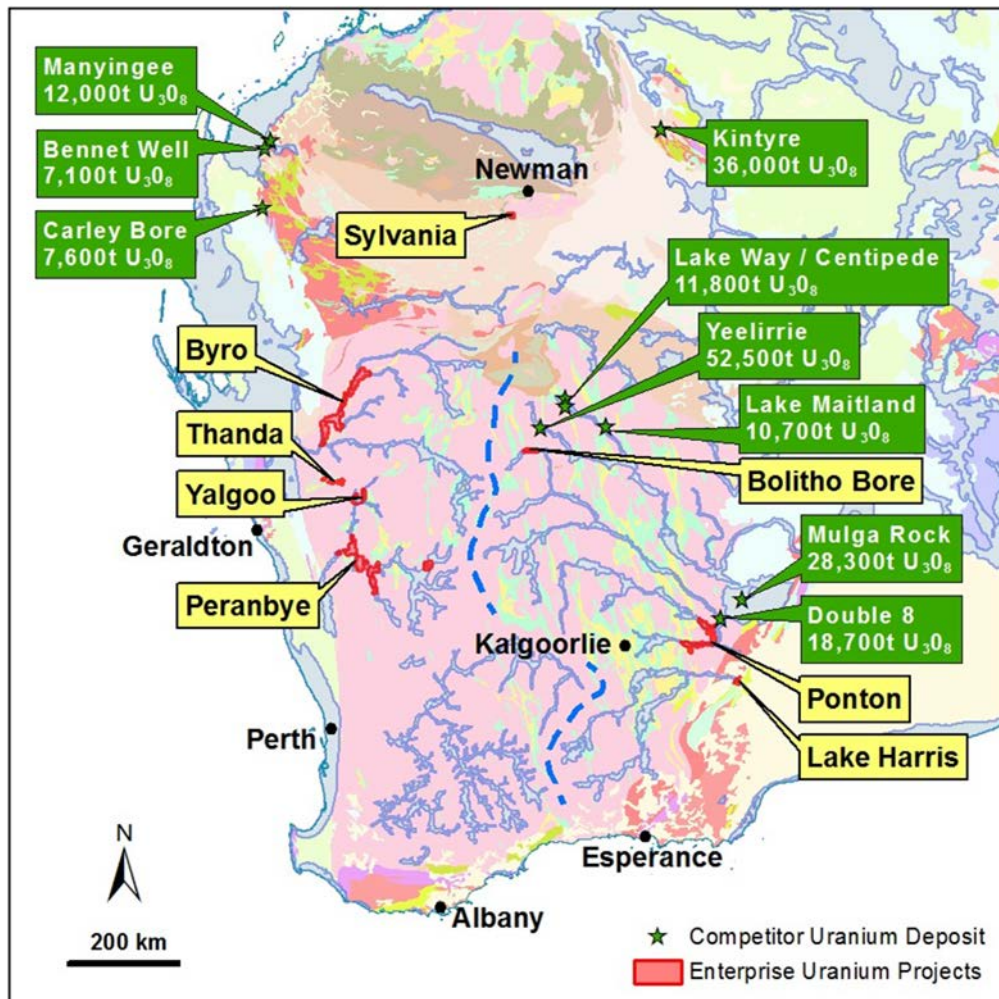 Manyingee
12,000t U₃0₈
Bennet Well
7,100t U₃0₈
Carley Bore
7,600t U₃0₈
Newman
Sylvania
Kintyre
36,000t U₃0₈
Lake Way / Centipede
11,800t U₃0₈
Yeelirrie
52,500t U₃0₈
Lake Maitland
10,700t U₃0₈
Byro
Thanda
Yalgoo
Bolitho Bore
Geraldton
Peranbye
Mulga Rock
28,300t U₃0₈
Double 8
18,700t U₃0₈
Kalgoorlie
Ponton
Perth
Lake Harris
Esperance
Albany
N
200 km
Competitor Uranium Deposit
Enterprise Uranium Projects